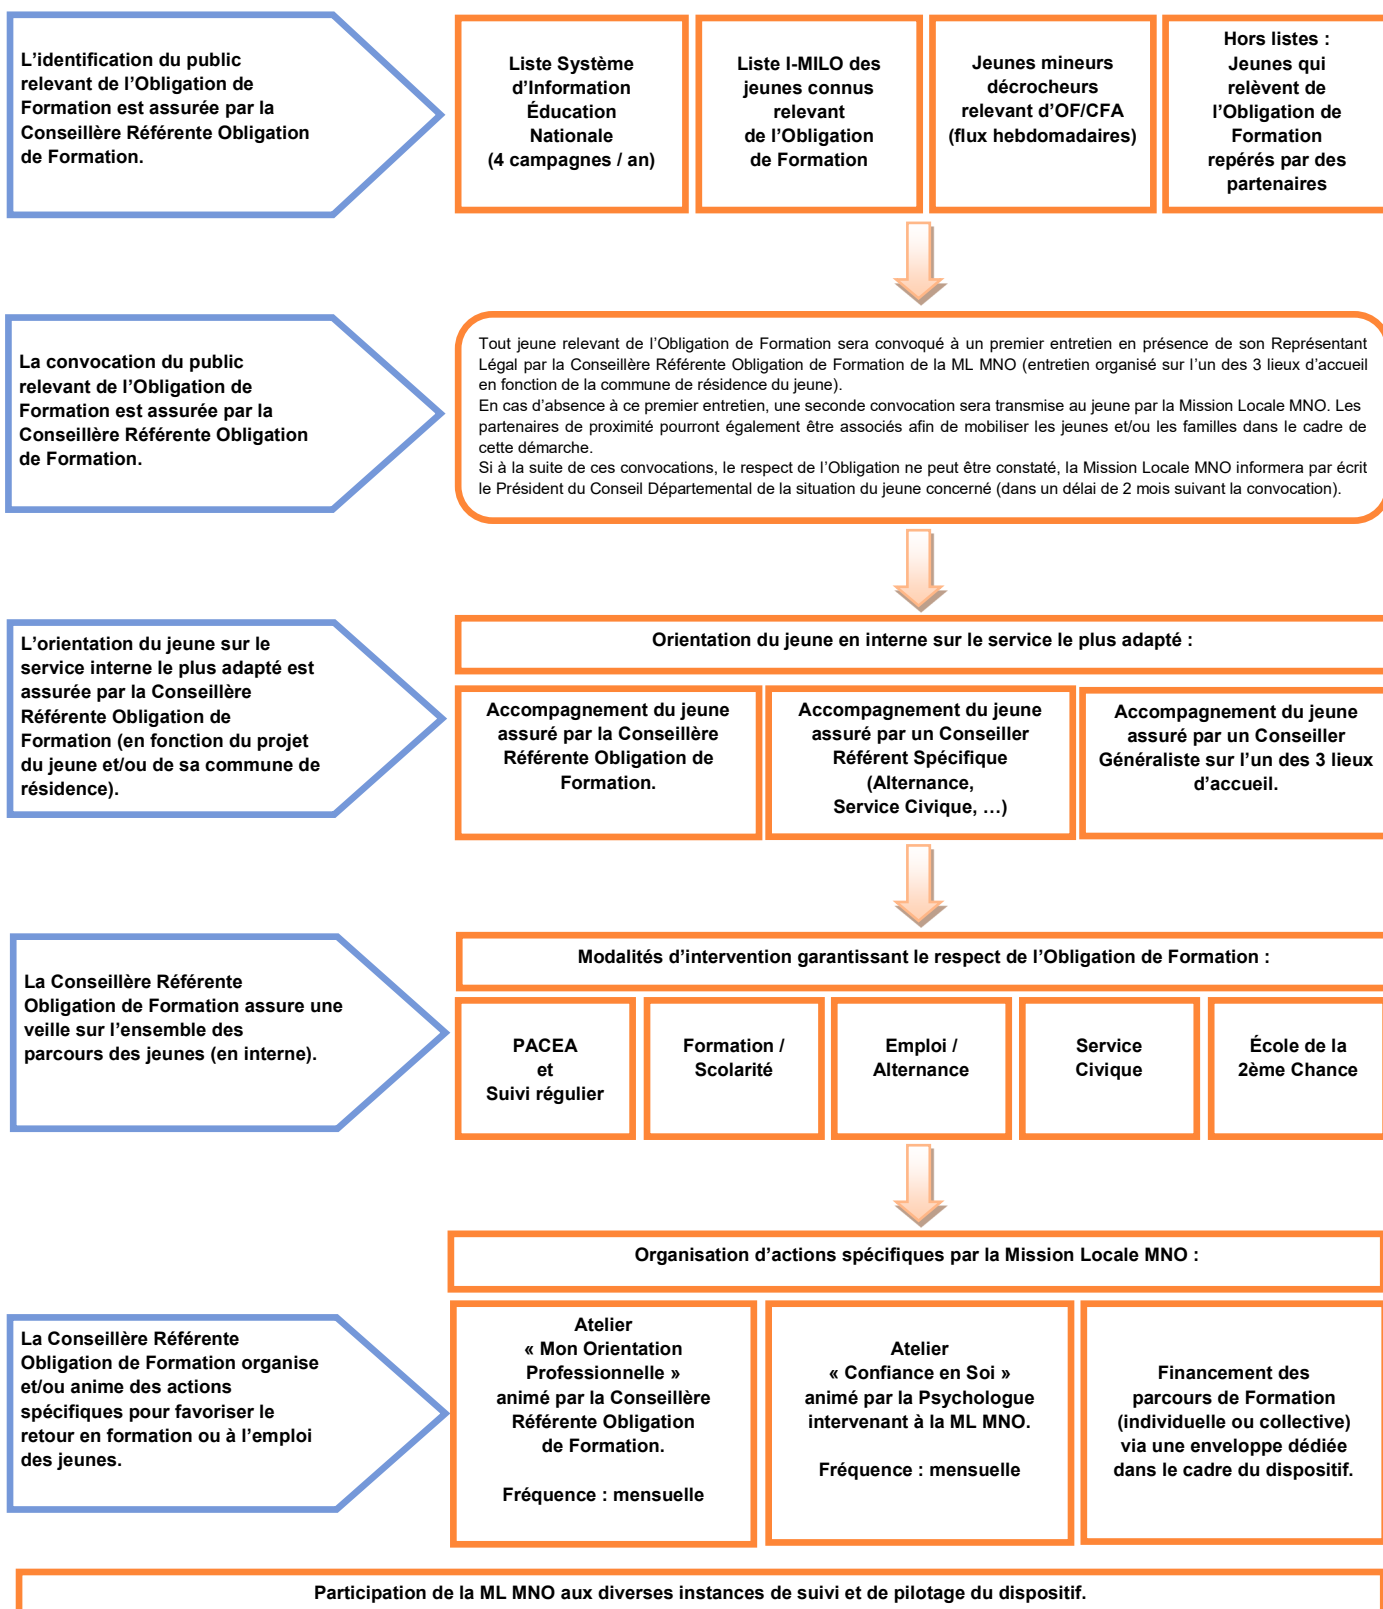 L’identification du public
relevant de l’Obligation de
Formation est assurée par la
Conseillère Référente Obligation
de Formation.
Liste Système
d’Information
Éducation
Nationale
(4 campagnes / an)
Liste I-MILO des
jeunes connus
relevant
de l’Obligation
de Formation
Jeunes mineurs
décrocheurs
relevant d’OF/CFA
(flux hebdomadaires)
Hors listes :
Jeunes qui
relèvent de
l’Obligation de
Formation
repérés par des
partenaires
La convocation du public
relevant de l’Obligation de
Formation est assurée par la
Conseillère Référente Obligation
de Formation.
Tout jeune relevant de l’Obligation de Formation sera convoqué à un premier entretien en présence de son Représentant
Légal par la Conseillère Référente Obligation de Formation de la ML MNO (entretien organisé sur l’un des 3 lieux d’accueil
en fonction de la commune de résidence du jeune).
En cas d’absence à ce premier entretien, une seconde convocation sera transmise au jeune par la Mission Locale MNO. Les
partenaires de proximité pourront également être associés afin de mobiliser les jeunes et/ou les familles dans le cadre de
cette démarche.
Si à la suite de ces convocations, le respect de l’Obligation ne peut être constaté, la Mission Locale MNO informera par écrit
le Président du Conseil Départemental de la situation du jeune concerné (dans un délai de 2 mois suivant la convocation).
L’orientation du jeune sur le
service interne le plus adapté est
assurée par la Conseillère
Référente Obligation de
Formation (en fonction du projet
du jeune et/ou de sa commune de
résidence).
Orientation du jeune en interne sur le service le plus adapté :
Accompagnement du jeune
assuré par la Conseillère
Référente Obligation de
Formation.
Accompagnement du jeune
assuré par un Conseiller
Référent Spécifique
(Alternance,
Service Civique, …)
Accompagnement du jeune
assuré par un Conseiller
Généraliste sur l’un des 3 lieux
d’accueil.
La Conseillère Référente
Obligation de Formation assure une
veille sur l’ensemble des
parcours des jeunes (en interne).
Modalités d’intervention garantissant le respect de l’Obligation de Formation :
PACEA
et
Suivi régulier
Formation /
Scolarité
Emploi /
Alternance
Service
Civique
École de la
2ème Chance
La Conseillère Référente
Obligation de Formation organise
et/ou anime des actions
spécifiques pour favoriser le
retour en formation ou à l’emploi
des jeunes.
Organisation d’actions spécifiques par la Mission Locale MNO :
Atelier
« Mon Orientation
Professionnelle »
animé par la Conseillère
Référente Obligation
de Formation.
Fréquence : mensuelle
Atelier
« Confiance en Soi »
animé par la Psychologue
intervenant à la ML MNO.
Fréquence : mensuelle
Financement des
parcours de Formation
(individuelle ou collective)
via une enveloppe dédiée
dans le cadre du dispositif.
Participation de la ML MNO aux diverses instances de suivi et de pilotage du dispositif.